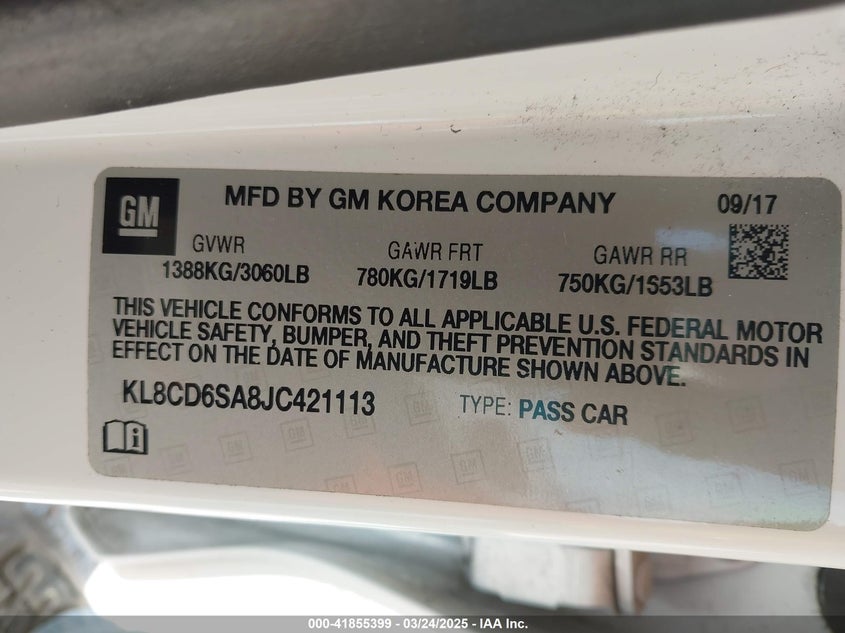 GM
MFD BY GM KOREA COMPANY 09/17
GVWR GAWR FRT GAWR RR
1388KG/3060LB 780KG/1719LB 750KG/1653LB
THIS VEHICLE CONFORMS TO ALL APPLICABLE U.S. FEDERAL MOTOR
VEHICLE SAFETY, BUMPER, AND THEFT PREVENTION STANDARDS IN
EFFECT ON THE DATE OF MANUFACTURE SHOWN ABOVE.
KL8CD6SA8JC421113 TYPE: PASS CAR
000-41855399 - 03/24/2025 - IAA Inc.